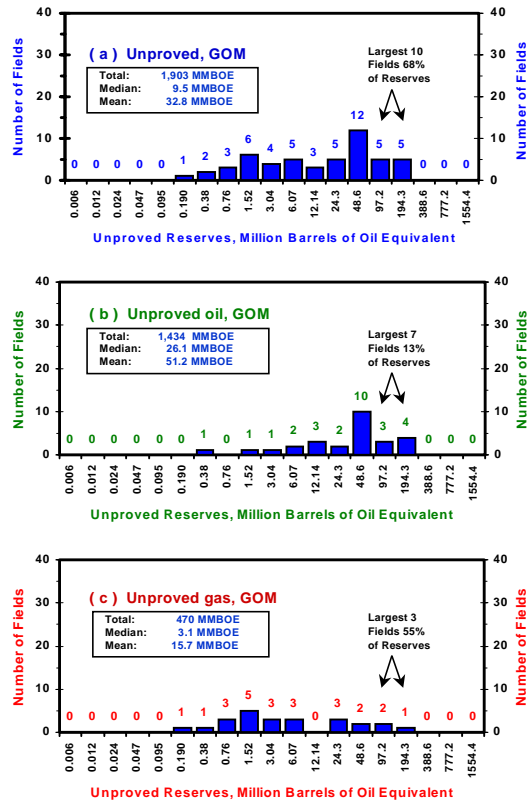 40 40
( a ) Unproved, GOM
Total: 1,903 MMBOE
Median: 9.5 MMBOE
Mean: 32.8 MMBOE
Largest 10
Fields 68%
of Reserves
30 30
20 20
10 10
0 0
Number of Fields
Number of Fields
0 0 0 0 0 1 2 3 6 4 5 3 5 12 5 5 0 0 0
0.006 0.012 0.024 0.047 0.095 0.190 0.38 0.76 1.52 3.04 6.07 12.14 24.3 48.6 97.2 194.3 388.6 777.2 1554.4
Unproved Reserves, Million Barrels of Oil Equivalent
40 40
( b ) Unproved oil, GOM
Total: 1,434 MMBOE
Median: 26.1 MMBOE
Mean: 51.2 MMBOE
Largest 7
Fields 13%
of Reserves
30 30
20 20
10 10
0 0
Number of Fields
Number of Fields
0 0 0 0 0 0 1 0 1 1 2 3 2 10 3 4 0 0 0
0.006 0.012 0.024 0.047 0.095 0.190 0.38 0.76 1.52 3.04 6.07 12.14 24.3 48.6 97.2 194.3 388.6 777.2 1554.4
Unproved Reserves, Million Barrels of Oil Equivalent
40 40
( c ) Unproved gas, GOM
Total: 470 MMBOE
Median: 3.1 MMBOE
Mean: 15.7 MMBOE
Largest 3
Fields 55%
of Reserves
30 30
20 20
10 10
0 0
Number of Fields
Number of Fields
0 0 0 0 0 1 1 3 5 3 3 0 3 2 2 1 0 0 0
0.006 0.012 0.024 0.047 0.095 0.190 0.38 0.76 1.52 3.04 6.07 12.14 24.3 48.6 97.2 194.3 388.6 777.2 1554.4
Unproved Reserves, Million Barrels of Oil Equivalent